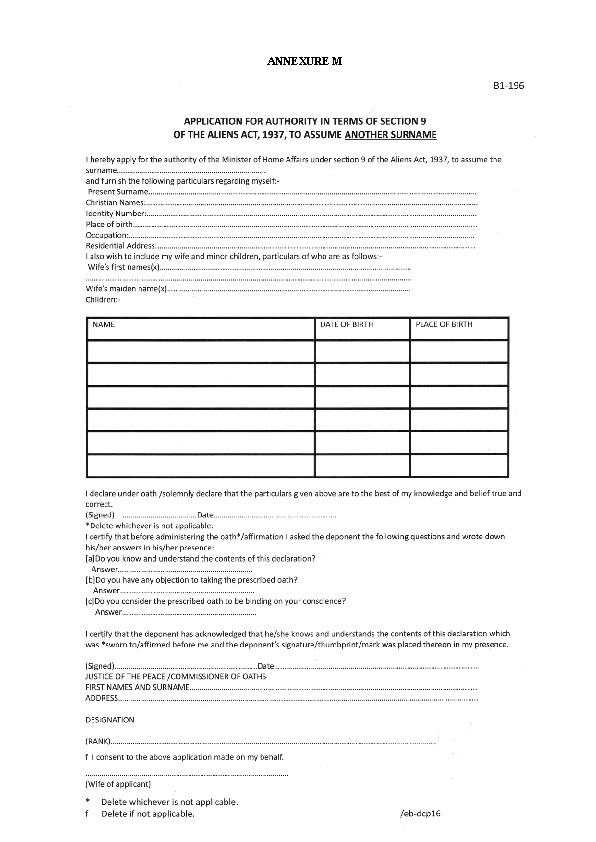 ANNEXURE M
B1-196
APPLICATION FOR AUTHORITY IN TERMS OF SECTION 9
OF THE ALIENS ACT, 1937, TO ASSUME ANOTHER SURNAME
I hereby apply for the authority of the Minister of Home Affairs under section 9 of the Aliens Act, 1937, to assume the
surname..............................
and furnish the following particulars regarding myself:-
Present Surname..............................
Christian Names:..............................
Identity Number:..............................
Place of birth..............................
Occupation:..............................
Residential Address:..............................
I also wish to include my wife and minor children, particulars of who are as follows:-
Wife's first names(x)..............................
..............................
Wife's maiden name(x)..............................
Children:-
NAME DATE OF BIRTH PLACE OF BIRTH
I declare under oath /solemnly declare that the particulars given above are to the best of my knowledge and belief true and
correct.
(Signed) ..............................Date..............................
*Delete whichever is not applicable.
I certify that before administering the oath*/affirmation I asked the deponent the following questions and wrote down
his/her answers in his/her presence:
[a]Do you know and understand the contents of this declaration?
Answer..............................
[b]Do you have any objection to taking the prescribed oath?
Answer..............................
[c]Do you consider the prescribed oath to be binding on your conscience?
Answer..............................
I certify that the deponent has acknowledged that he/she knows and understands the contents of this declaration which
was *sworn to/affirmed before me and the deponent's signature/thumbprint/mark was placed thereon in my presence.
(Signed)..............................Date..............................
JUSTICE OF THE PEACE /COMMISSIONER OF OATHS
FIRST NAMES AND SURNAME..............................
ADDRESS..............................
DESIGNATION
(RANK)..............................
f I consent to the above application made on my behalf.
..............................
(Wife of applicant)
* Delete whichever is not applicable.
f Delete if not applicable. /eb-dcp16